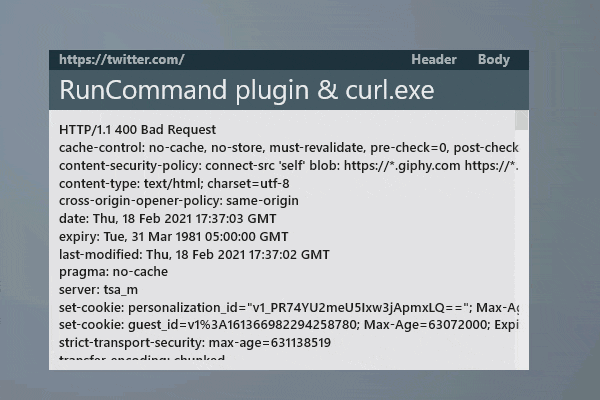 https://twitter.com/ Header Body
RunCommand plugin & curl.exe
HTTP/1.1 400 Bad Request
cache-control: no-cache, no-store, must-revalidate, pre-check=0, post-check
content-security-policy: connect-src 'self' blob: https://*.giphy.com https://*.
content-type: text/html; charset=utf-8
cross-origin-opener-policy: same-origin
date: Thu, 18 Feb 2021 17:37:03 GMT
expiry: Tue, 31 Mar 1981 05:00:00 GMT
last-modified: Thu, 18 Feb 2021 17:37:02 GMT
pragma: no-cache
server: tsa_m
set-cookie: personalization_id="v1_PR74YU2meU5Ixw3jApmxLQ=="; Max-Ag
set-cookie: guest_id=v1%3A161366982294258780; Max-Age=63072000; Expi
strict-transport-security: max-age=631138519
transfer-encoding: chunked